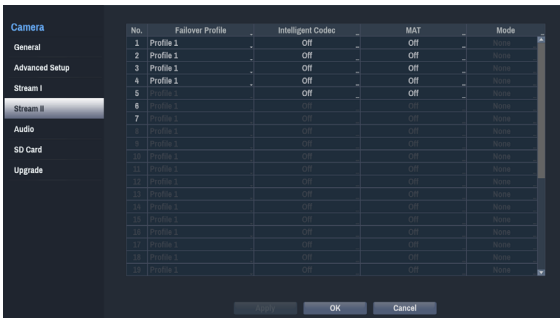 Camera
General
Advanced Setup
Stream I
Stream II
Audio
SD Card
Upgrade
No. Failover Profile Intelligent Codec MAT Mode
1 Profile 1 Off Off None
2 Profile 1 Off Off None
3 Profile 1 Off Off None
4 Profile 1 Off Off None
5 Profile 1 Off Off None
6 Profile 1 Off Off None
7 Profile 1 Off Off None
8 Profile 1 Off Off None
9 Profile 1 Off Off None
10 Profile 1 Off Off None
11 Profile 1 Off Off None
12 Profile 1 Off Off None
13 Profile 1 Off Off None
14 Profile 1 Off Off None
15 Profile 1 Off Off None
16 Profile 1 Off Off None
17 Profile 1 Off Off None
18 Profile 1 Off Off None
19 Profile 1 Off Off None
Apply OK Cancel